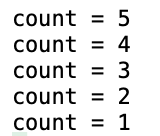 count = 5
count = 4
count = 3
count = 2
count = 1